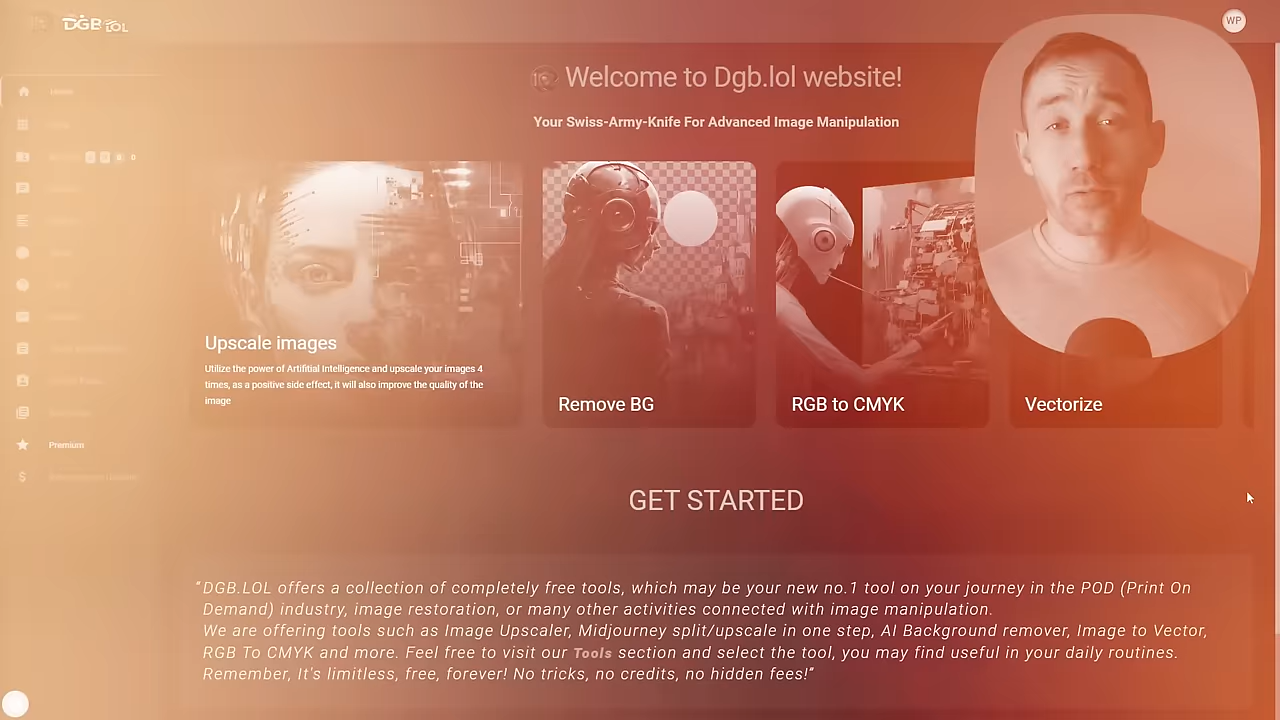 DGB LOL
WP
Welcome to Dgb.lol website!
Your Swiss-Army-Knife For Advanced Image Manipulation
Home
0
Premium
Upscale images
Utilize the power of Artifitial Intelligence and upscale your images 4
times, as a positive side effect, it will also improve the quality of the
image
Remove BG
RGB to CMYK
Vectorize
GET STARTED
“DGB.LOL offers a collection of completely free tools, which may be your new no.1 tool on your journey in the POD (Print On
Demand) industry, image restoration, or many other activities connected with image manipulation.
We are offering tools such as Image Upscaler, Midjourney split/upscale in one step, AI Background remover, Image to Vector,
RGB To CMYK and more. Feel free to visit our Tools section and select the tool, you may find useful in your daily routines.
Remember, It's limitless, free, forever! No tricks, no credits, no hidden fees!”